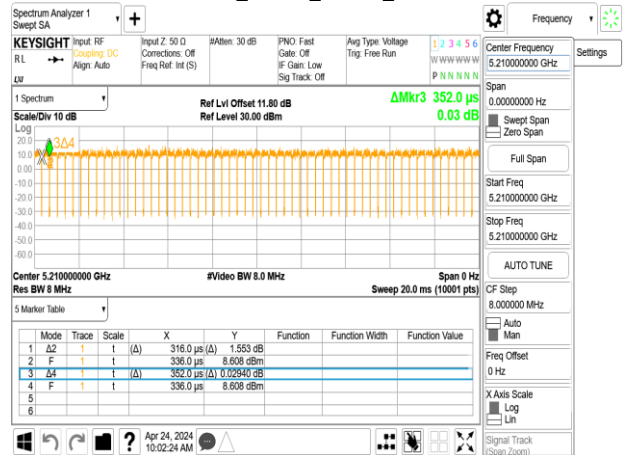 Spectrum Analyzer 1
Swept SA
Frequency
KEYSIGHT
Input: RF
Input Z: 50 Ω
#Atten: 30 dB
PNO: Fast
Avg Type: Voltage
1 2 3 4 5 6
RL
Coupling: DC
Corrections: Off
Gate: Off
Trig: Free Run
Align: Auto
Freq Ref: Int (S)
IF Gain: Low
W W W W W W
Sig Track: Off
P N N N N N
LXI
Center Frequency
5.210000000 GHz
Settings
1 Spectrum
Ref Lvl Offset 11.80 dB
ΔMkr3 352.0 µs
Scale/Div 10 dB
Ref Level 30.00 dBm
0.03 dB
Log
20.0
10.0
0.00
-10.0
-20.0
-30.0
-40.0
-50.0
-60.0
3Δ4
Center 5.210000000 GHz
#Video BW 8.0 MHz
Span 0 Hz
Res BW 8 MHz
Sweep 20.0 ms (10001 pts)
Span
0.00000000 Hz
Swept Span
Zero Span
Full Span
Start Freq
5.210000000 GHz
Stop Freq
5.210000000 GHz
AUTO TUNE
CF Step
8.000000 MHz
Auto
Man
Freq Offset
0 Hz
X Axis Scale
Log
Lin
Signal Track
(Span Zoom)
5 Marker Table
Mode Trace Scale X Y Function Function Width Function Value
1 Δ2 1 t (Δ) 316.0 µs (Δ) 1.553 dB
2 F 1 t 336.0 µs 8.608 dBm
3 Δ4 1 t (Δ) 352.0 µs (Δ) 0.02940 dB
4 F 1 t 336.0 µs 8.608 dBm
5
6
Apr 24, 2024
10:02:24 AM